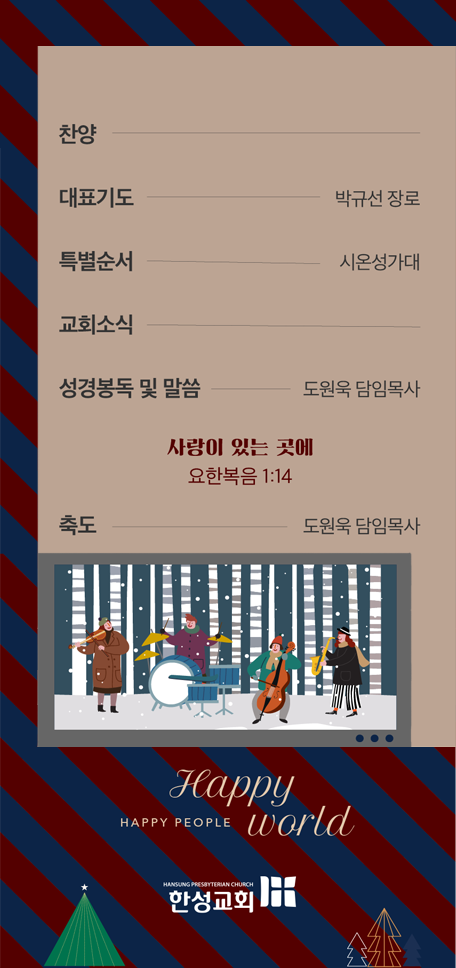 찬양
대표기도 박규선 장로
특별순서 시온성가대
교회소식
성경봉독 및 말씀 도원욱 담임목사
사랑이 있는 곳에
요한복음 1:14
축도 도원욱 담임목사
Happy
HAPPY PEOPLE world
HANSUNG PRESBYTERIAN CHURCH
한성교회